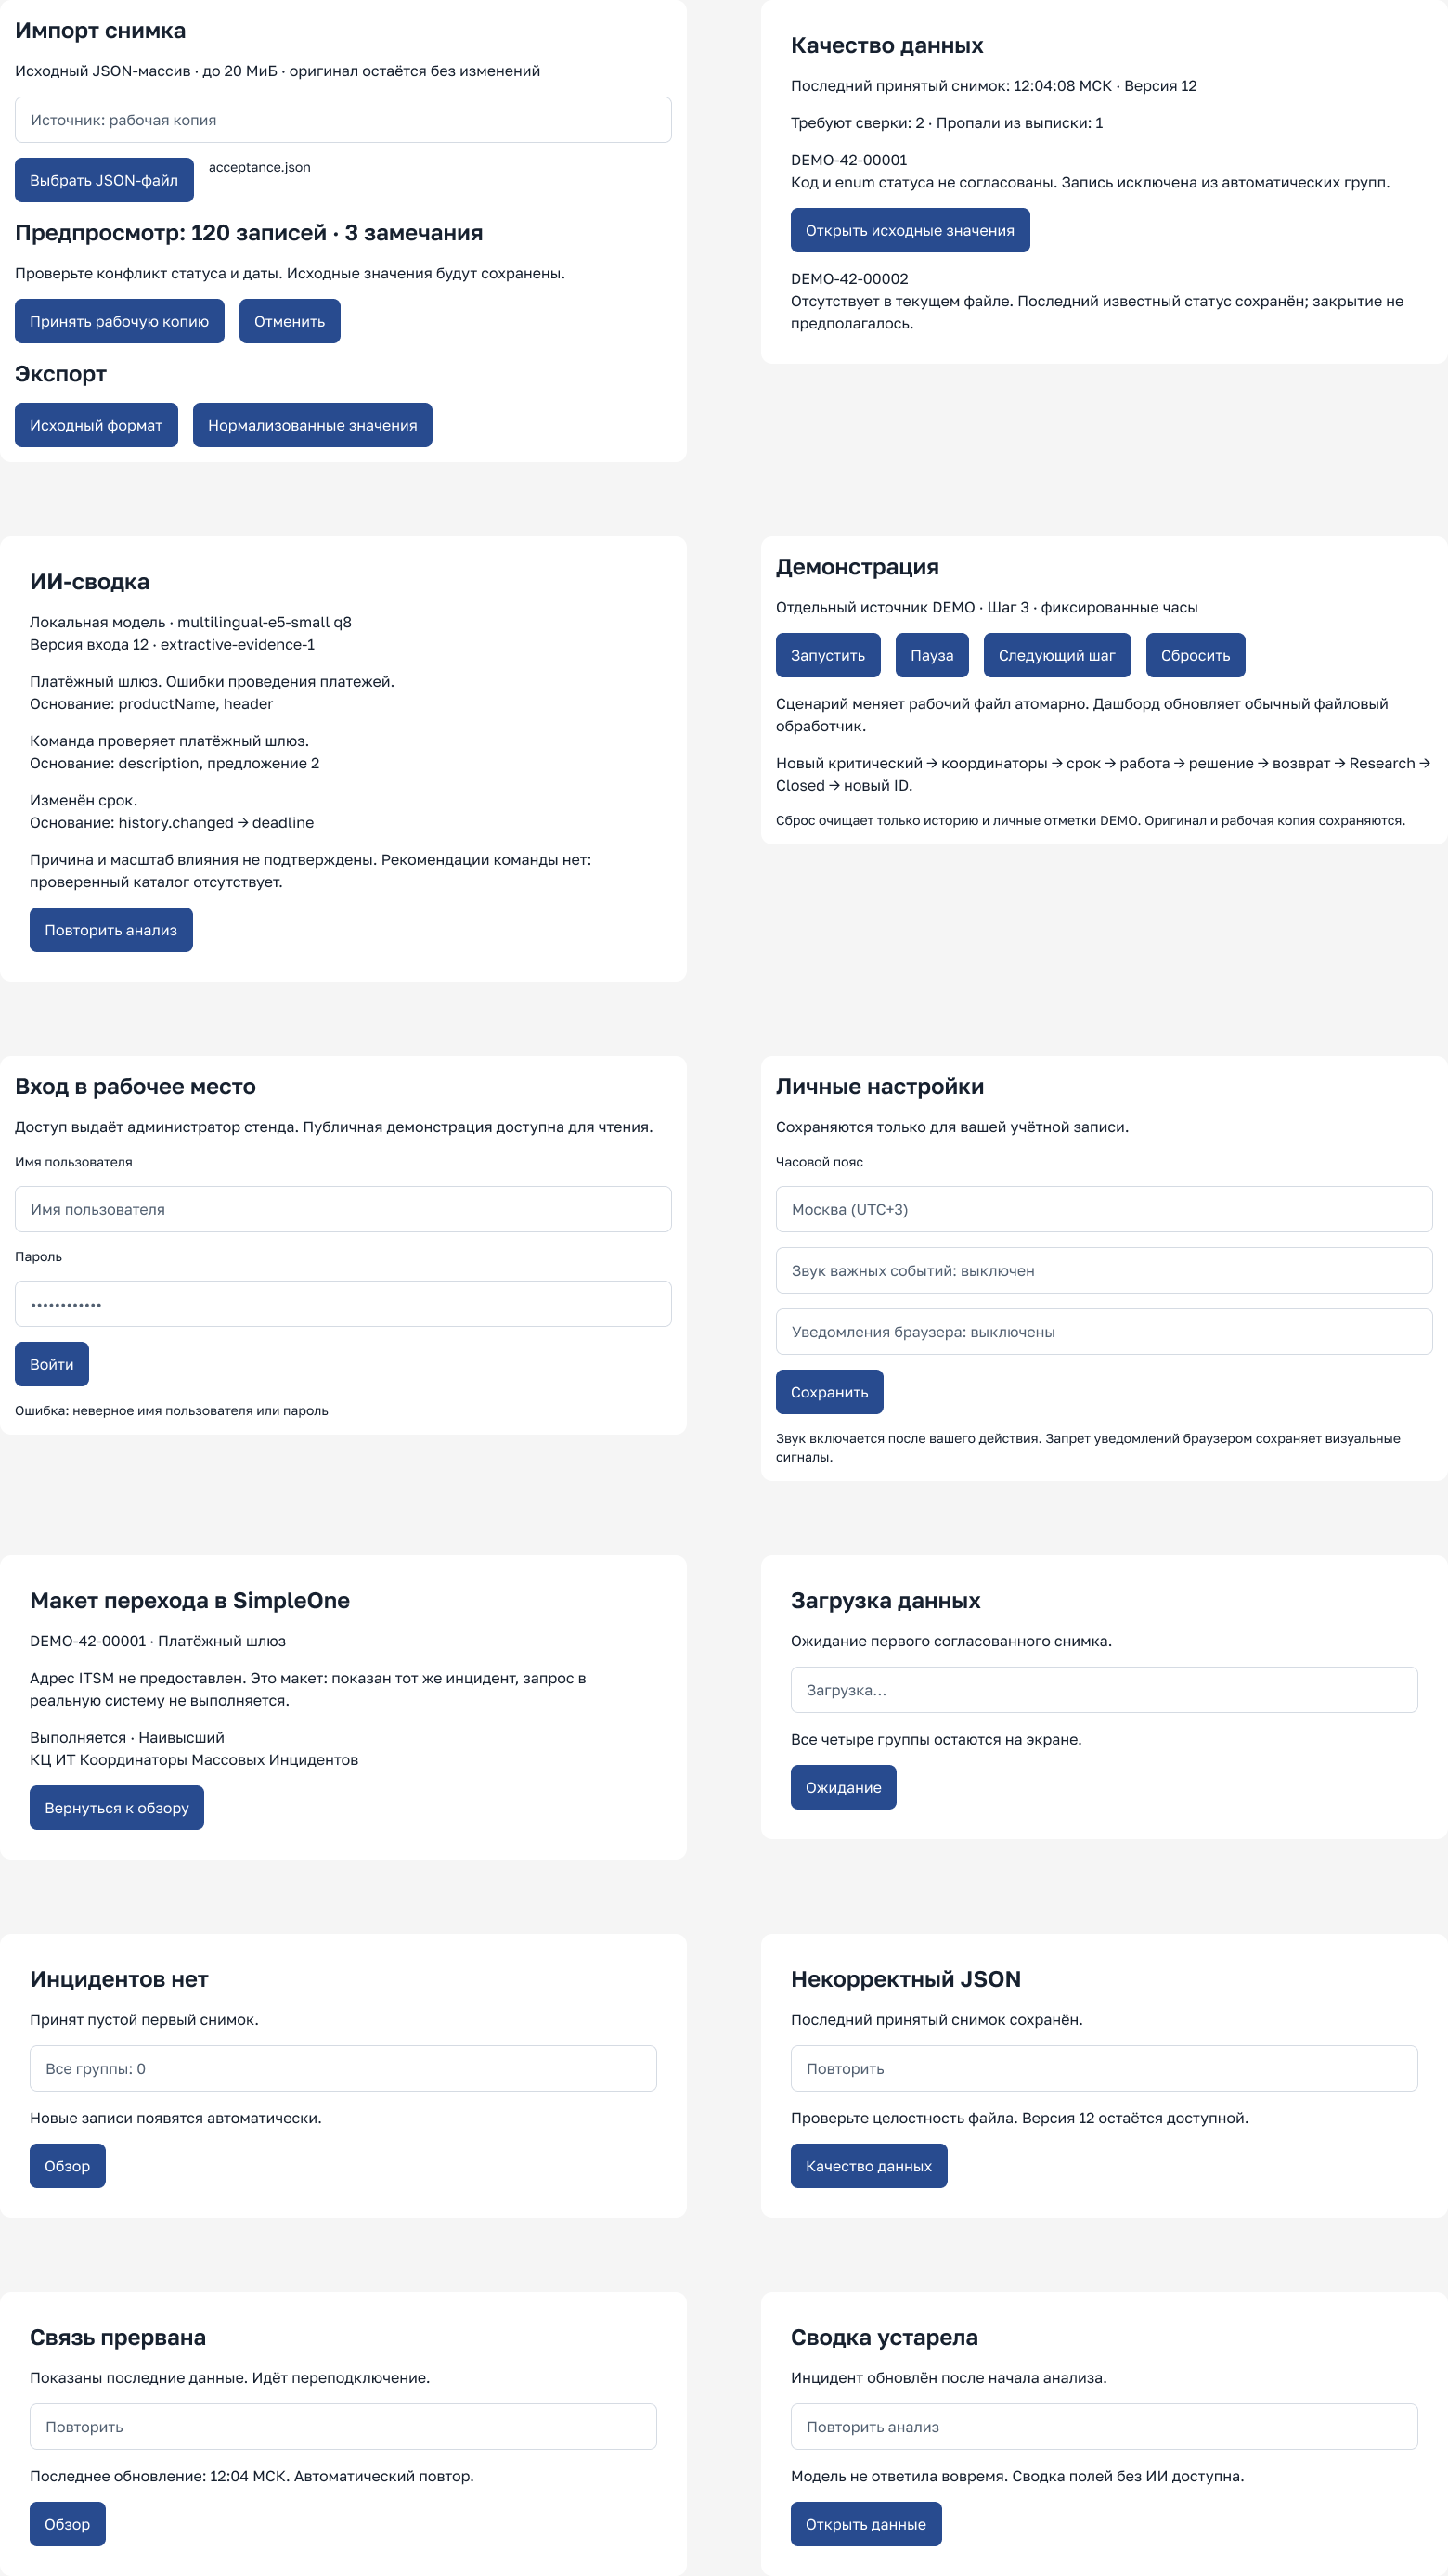 Импорт снимка
Исходный JSON-массив · до 20 МиБ · оригинал остаётся без изменений
Источник: рабочая копия
Выбрать JSON-файл
acceptance.json
Предпросмотр: 120 записей · 3 замечания
Проверьте конфликт статуса и даты. Исходные значения будут сохранены.
Принять рабочую копию
Отменить
Экспорт
Исходный формат
Нормализованные значения
Качество данных
Последний принятый снимок: 12:04:08 МСК · Версия 12
Требуют сверки: 2 · Пропали из выписки: 1
DEMO-42-00001
Код и enum статуса не согласованы. Запись исключена из автоматических групп.
Открыть исходные значения
DEMO-42-00002
Отсутствует в текущем файле. Последний известный статус сохранён; закрытие не
предполагалось.
ИИ-сводка
Локальная модель · multilingual-e5-small q8
Версия входа 12 · extractive-evidence-1
Платёжный шлюз. Ошибки проведения платежей.
Основание: productName, header
Команда проверяет платёжный шлюз.
Основание: description, предложение 2
Изменён срок.
Основание: history.changed → deadline
Причина и масштаб влияния не подтверждены. Рекомендации команды нет:
проверенный каталог отсутствует.
Повторить анализ
Демонстрация
Отдельный источник DEMO · Шаг 3 · фиксированные часы
Запустить
Пауза
Следующий шаг
Сбросить
Сценарий меняет рабочий файл атомарно. Дашборд обновляет обычный файловый
обработчик.
Новый критический → координаторы → срок → работа → решение → возврат → Research →
Closed → новый ID.
Сброс очищает только историю и личные отметки DEMO. Оригинал и рабочая копия сохраняются.
Вход в рабочее место
Доступ выдаёт администратор стенда. Публичная демонстрация доступна для чтения.
Имя пользователя
Имя пользователя
Пароль
••••••••••••
Войти
Ошибка: неверное имя пользователя или пароль
Личные настройки
Сохраняются только для вашей учётной записи.
Часовой пояс
Москва (UTC+3)
Звук важных событий: выключен
Уведомления браузера: выключены
Сохранить
Звук включается после вашего действия. Запрет уведомлений браузером сохраняет визуальные
сигналы.
Макет перехода в SimpleOne
DEMO-42-00001 · Платёжный шлюз
Адрес ITSM не предоставлен. Это макет: показан тот же инцидент, запрос в
реальную систему не выполняется.
Выполняется · Наивысший
КЦ ИТ Координаторы Массовых Инцидентов
Вернуться к обзору
Загрузка данных
Ожидание первого согласованного снимка.
Загрузка…
Все четыре группы остаются на экране.
Ожидание
Инцидентов нет
Принят пустой первый снимок.
Все группы: 0
Новые записи появятся автоматически.
Обзор
Некорректный JSON
Последний принятый снимок сохранён.
Повторить
Проверьте целостность файла. Версия 12 остаётся доступной.
Качество данных
Связь прервана
Показаны последние данные. Идёт переподключение.
Повторить
Последнее обновление: 12:04 МСК. Автоматический повтор.
Обзор
Сводка устарела
Инцидент обновлён после начала анализа.
Повторить анализ
Модель не ответила вовремя. Сводка полей без ИИ доступна.
Открыть данные